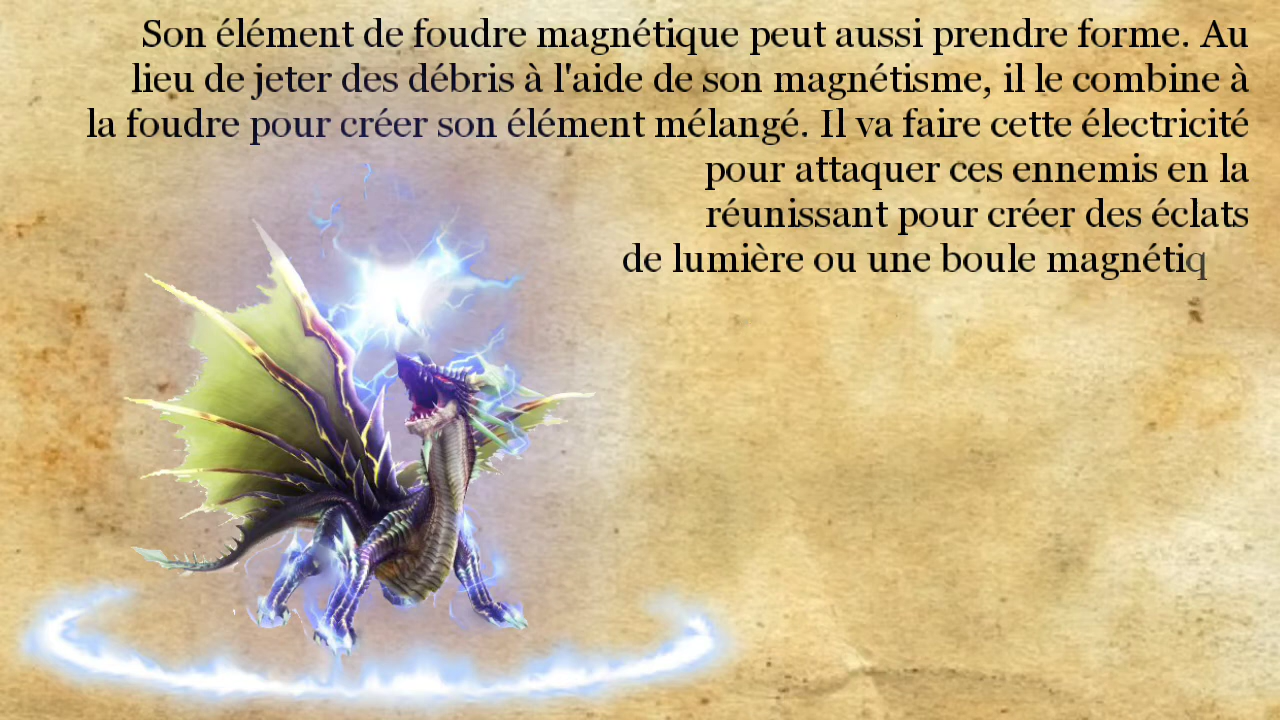 Son élément de foudre magnétique peut aussi prendre forme. Au
lieu de jeter des débris à l'aide de son magnétisme, il le combine à
la foudre pour créer son élément mélangé. Il va faire cette électricité
pour attaquer ces ennemis en la
réunissant pour créer des éclats
de lumière ou une boule magnétiq